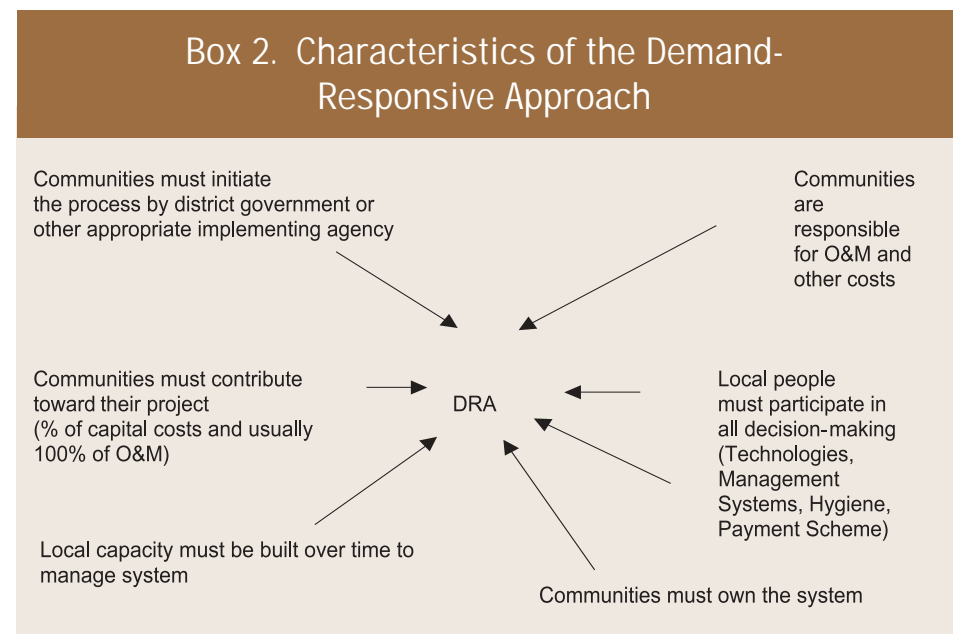 Box 2. Characteristics of the Demand-
Responsive Approach
Communities must initiate
the process by district government or
other appropriate implementing agency
Communities
are
responsible
for O&M and
other costs
Communities must contribute
toward their project
(% of capital costs and usually
100% of O&M)
DRA
Local people
must participate in
all decision-making
(Technologies,
Management
Systems, Hygiene,
Payment Scheme)
Local capacity must be built over time to
manage system
Communities must own the system